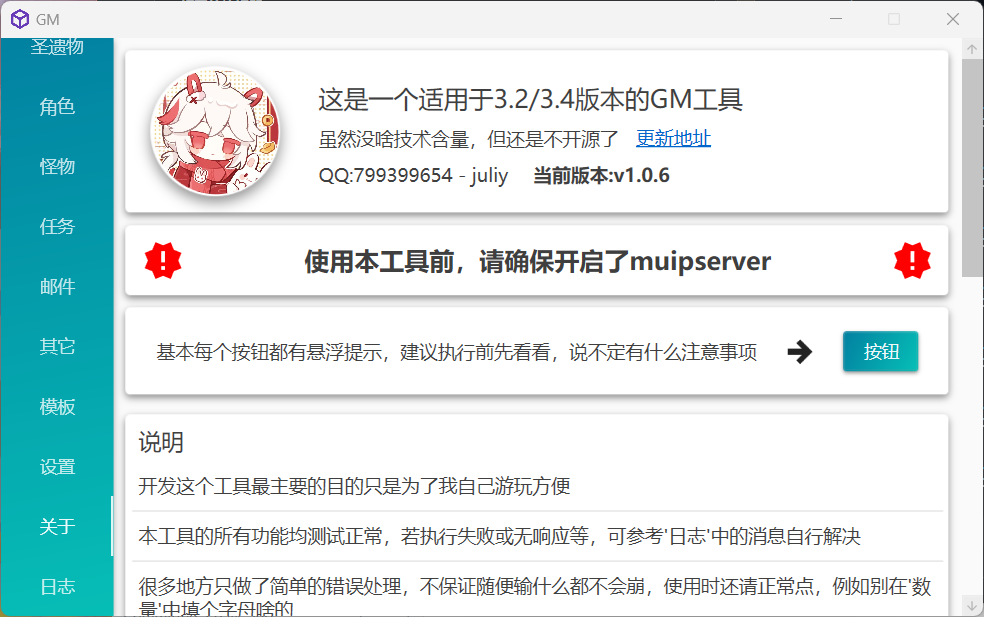 GM
圣遗物
角色
怪物
任务
邮件
其它
模板
设置
关于
日志
这是一个适用于3.2/3.4版本的GM工具
虽然没啥技术含量，但还是不开源了 更新地址
QQ:799399654 - juliy 当前版本:v1.0.6
使用本工具前，请确保开启了muipserver
基本每个按钮都有悬浮提示，建议执行前先看看，说不定有什么注意事项
按钮
说明
开发这个工具最主要的目的只是为了我自己游玩方便
本工具的所有功能均测试正常，若执行失败或无响应等，可参考'日志'中的消息自行解决
很多地方只做了简单的错误处理，不保证随便输什么都不会崩，使用时还请正常点，例如别在'数
量'中填个字母啥的